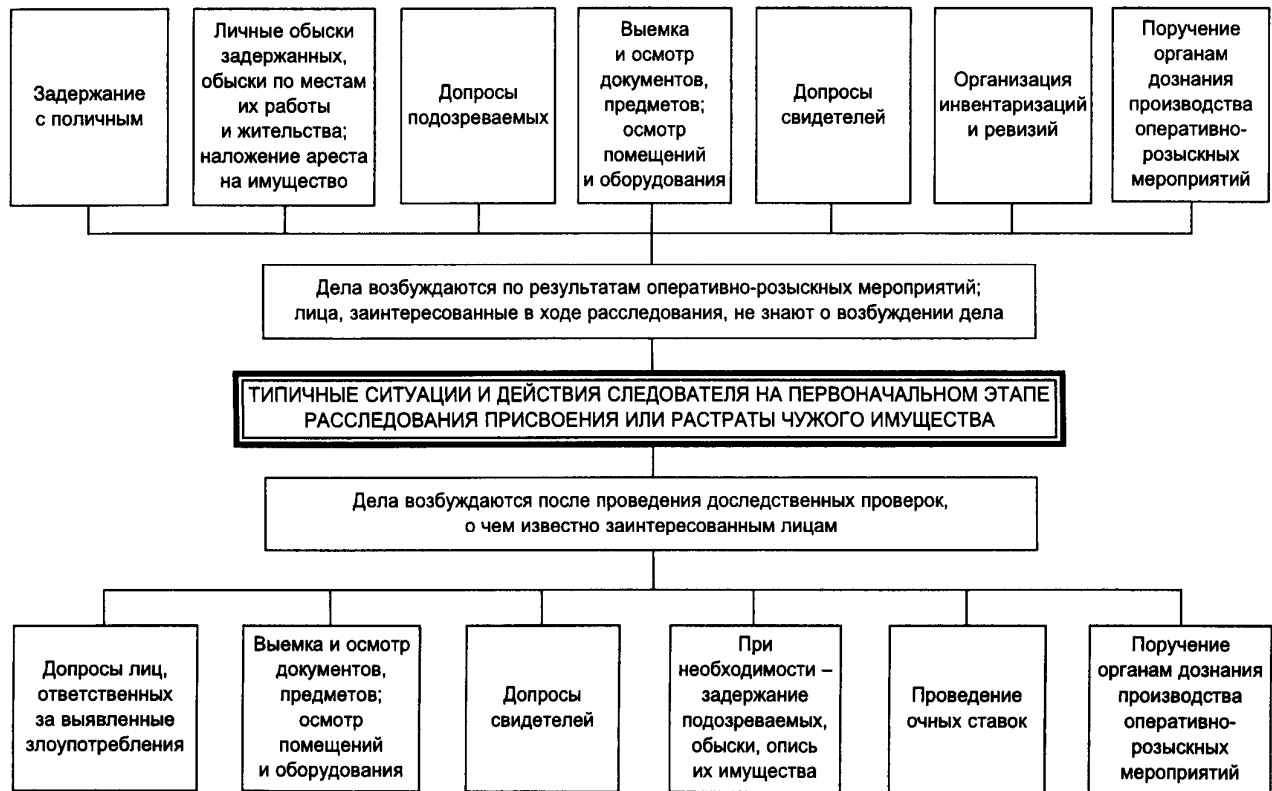 Задержание
с поличным
Личные обыски
задержанных,
обыски по местам
их работы
и жительства;
наложение ареста
на имущество
Допросы
подозреваемых
Выемка
и осмотр
документов,
предметов;
осмотр
помещений
и оборудования
Допросы
свидетелей
Организация
инвентаризаций
и ревизий
Поручение
органам
дознания
производства
оперативно-
розыскных
мероприятий
Дела возбуждаются по результатам оперативно-розыскных мероприятий;
лица, заинтересованные в ходе расследования, не знают о возбуждении дела
ТИПИЧНЫЕ СИТУАЦИИ И ДЕЙСТВИЯ СЛЕДОВАТЕЛЯ НА ПЕРВОНАЧАЛЬНОМ ЭТАПЕ
РАССЛЕДОВАНИЯ ПРИСВОЕНИЯ ИЛИ РАСТРАТЫ ЧУЖОГО ИМУЩЕСТВА
Дела возбуждаются после проведения доследственных проверок,
о чем известно заинтересованным лицам
Допросы лиц,
ответственных
за выявленные
злоупотребления
Выемка и осмотр
документов,
предметов;
осмотр
помещений
и оборудования
Допросы
свидетелей
При
необходимости –
задержание
подозреваемых,
обыски, опись
их имущества
Проведение
очных ставок
Поручение
органам дознания
производства
оперативно-
розыскных
мероприятий